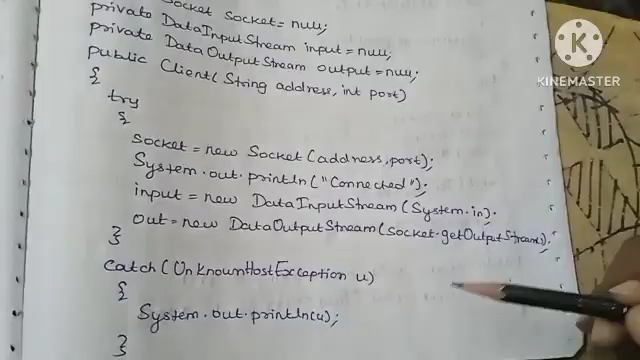 Socket socket = null;
private DataInputStream input = null;
private DataOutputStream output = null;
public Client(String address, int port)
{
try
{
socket = new Socket(address, port);
System.out.println("Connected");
input = new DataInputStream(System.in);
out = new DataOutputStream(socket.getOutputStream());
}
catch(UnKnownHostException u)
{
System.out.println(u);
}
KINEMASTER